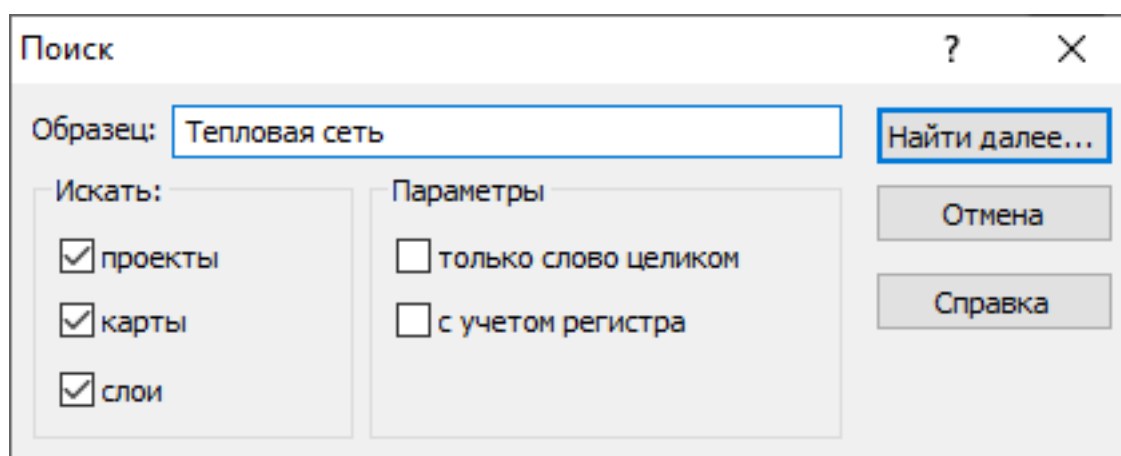 Поиск ?
Образец: Тепловая сеть
Найти далее...
Искать:
проекты
карты
слои
Параметры
только слово целиком
с учетом регистра
Отмена
Справка